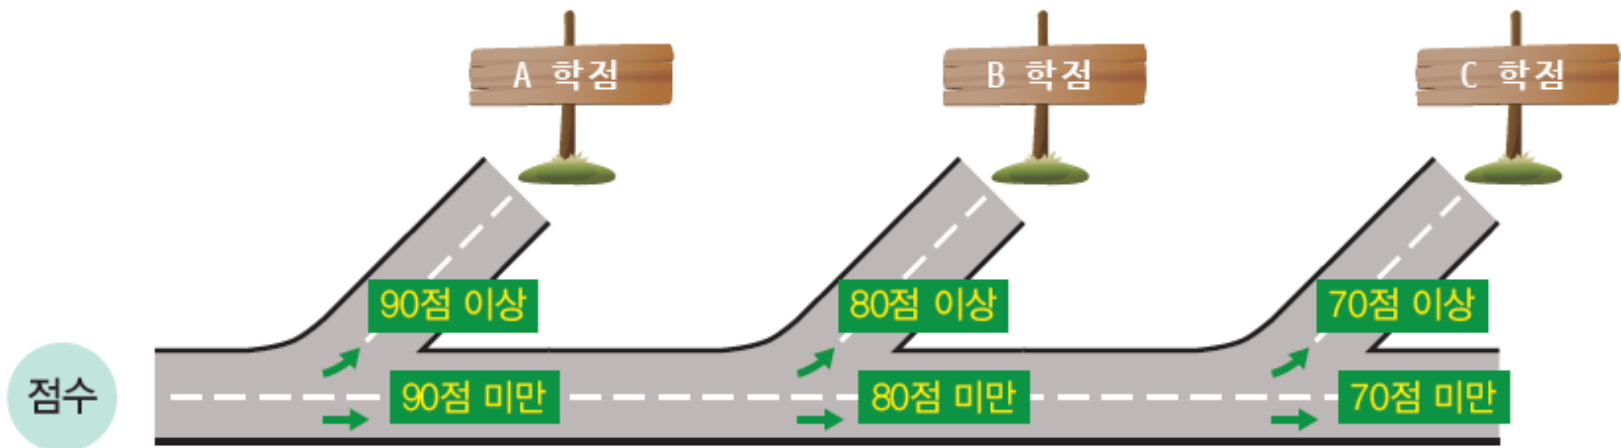 A 학점
B 학점
C 학점
90점 이상
80점 이상
70점 이상
점수
90점 미만
80점 미만
70점 미만